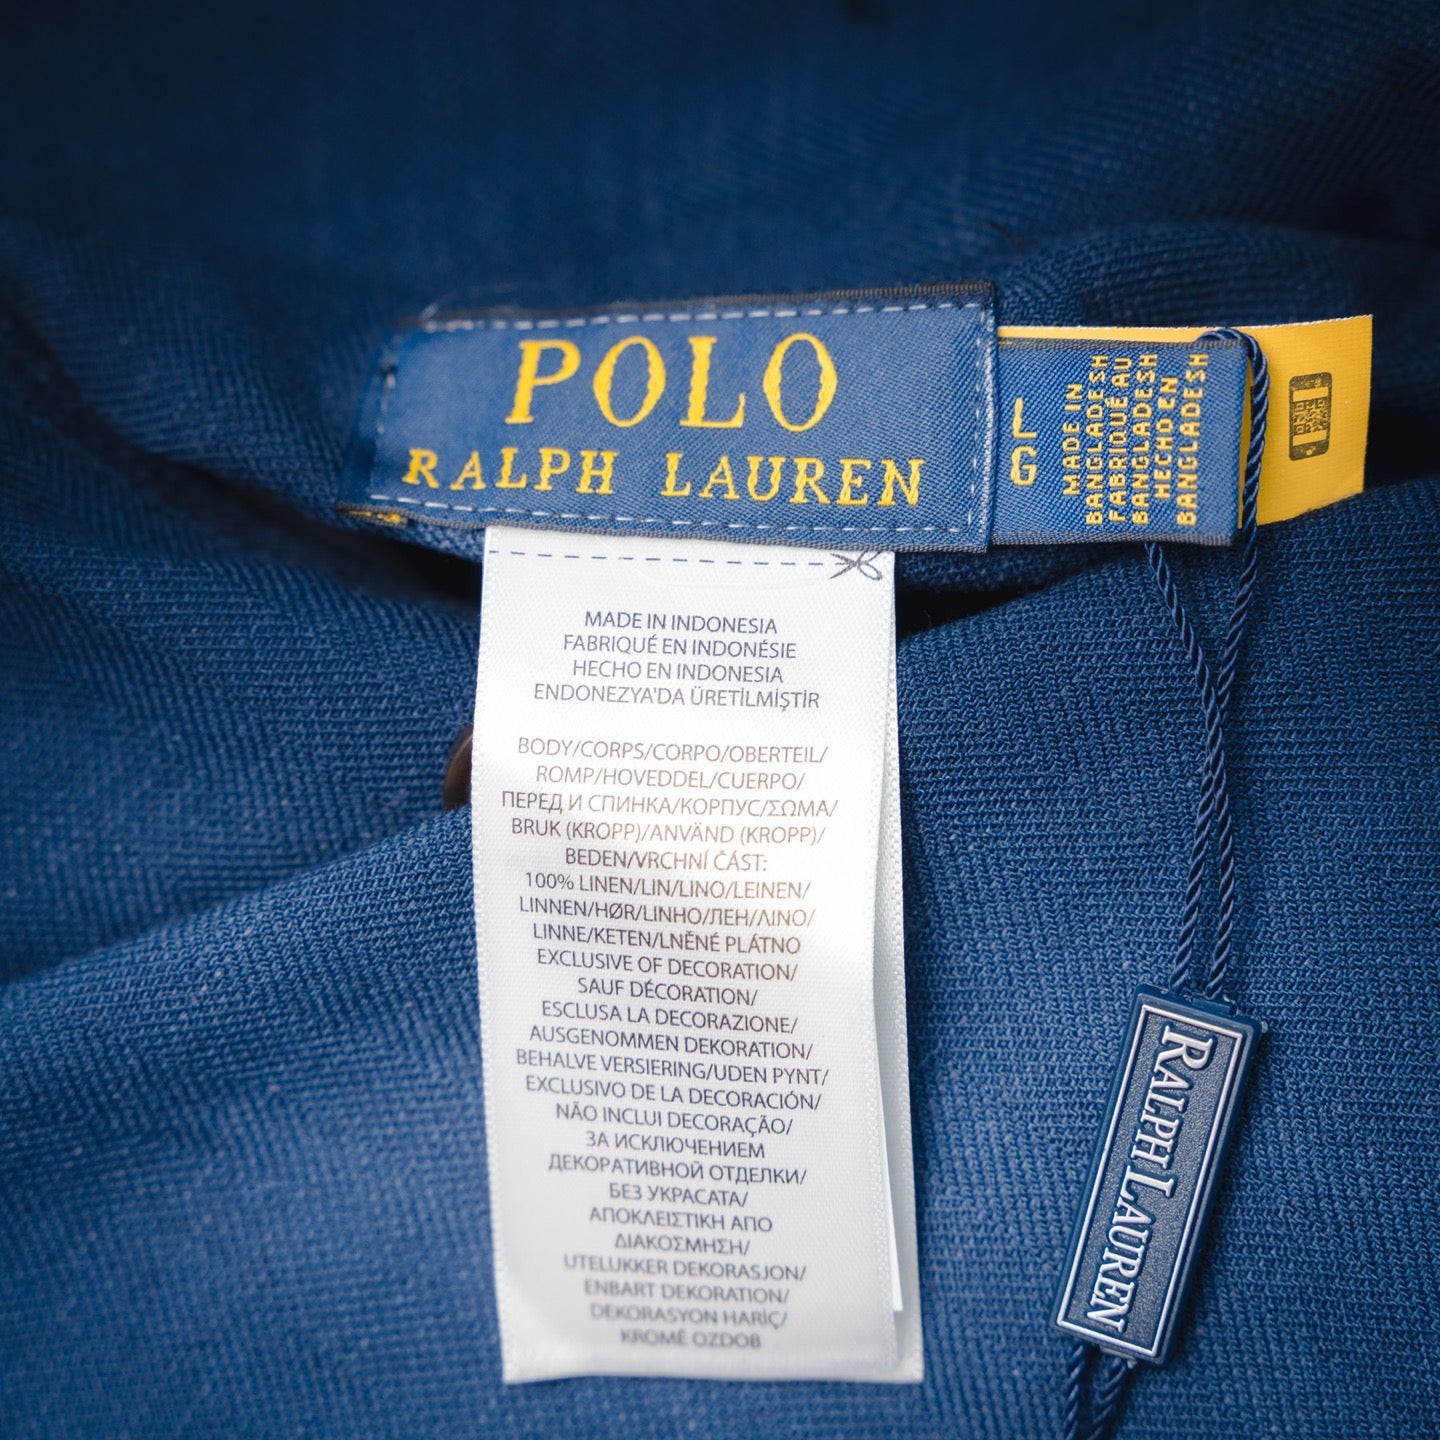 POLO
RALPH LAUREN
LG
MADE IN
BANGLADESH
FABRIQUÉ AU
BANGLADESH
HECHO EN
BANGLADESH
MADE IN INDONESIA
FABRIQUÉ EN INDONÉSIE
HECHO EN INDONESIA
ENDONEZYA'DA ÜRETİLMİŞTİR
BODY/CORPS/CORPO/OBERTEIL/
ROMP/HOVEDDEL/CUERPO/
ПЕРЕД И СПИНКА/КОРПУС/ΣΩΜΑ/
BRUK (KROPP)/ANVÄND (KROPP)/
BEDEN/VRCHNÍ ČÁST:
100% LINEN/LIN/LINO/LEINEN/
LINNEN/HØR/LINHO/ЛЕН/ΛΙΝΟ/
LINNE/KETEN/LNĚNÉ PLÁTNO
EXCLUSIVE OF DECORATION/
SAUF DÉCORATION/
ESCLUSA LA DECORAZIONE/
AUSGENOMMEN DEKORATION/
BEHALVE VERSIERING/UDEN PYNT/
EXCLUSIVO DE LA DECORACIÓN/
NÃO INCLUI DECORAÇÃO/
ЗА ИСКЛЮЧЕНИЕМ
ДЕКОРАТИВНОЙ ОТДЕЛКИ/
БЕЗ УКРАСАТА/
ΑΠΟΚΛΕΙΣΤΙΚΗ ΑΠΟ
ΔΙΑΚΟΣΜΗΣΗ/
UTELUKKER DEKORASJON/
ENBART DEKORATION/
DEKORASYON HARİÇ/
KROMĚ OZDOB
RALPH LAUREN